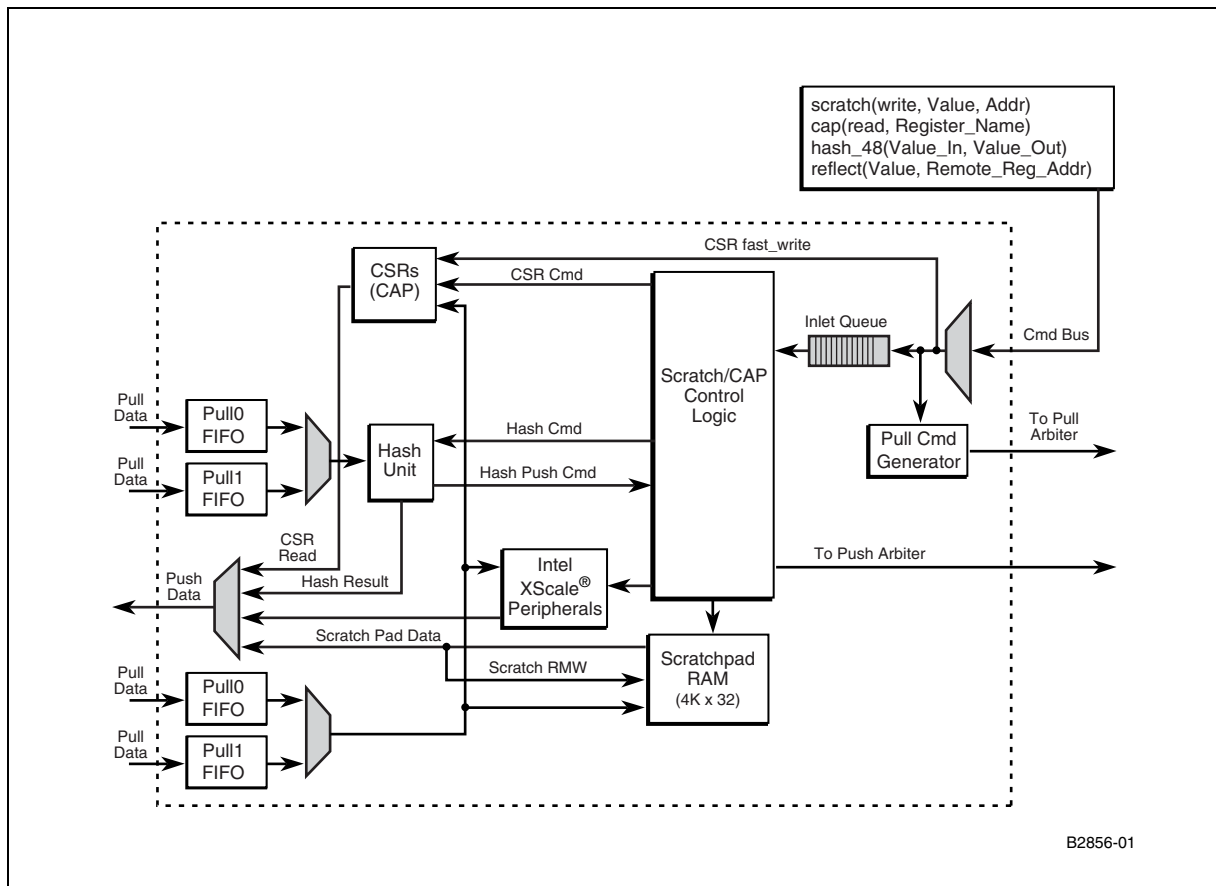 scratch(write, Value, Addr)
cap(read, Register_Name)
hash_48(Value_In, Value_Out)
reflect(Value, Remote_Reg_Addr)
CSR fast_write
CSRs
(CAP)
CSR Cmd
Inlet Queue
Cmd Bus
Scratch/CAP
Control
Logic
Pull
Data
Pull0
FIFO
Hash Cmd
Hash
Unit
Pull Cmd
Generator
To Pull
Arbiter
Pull
Data
Pull1
FIFO
Hash Push Cmd
CSR
Read
Hash Result
Push
Data
Intel
XScale®
Peripherals
To Push Arbiter
Scratch Pad Data
Scratch RMW
Scratchpad
RAM
(4K x 32)
Pull
Data
Pull0
FIFO
Pull
Data
Pull1
FIFO
B2856-01